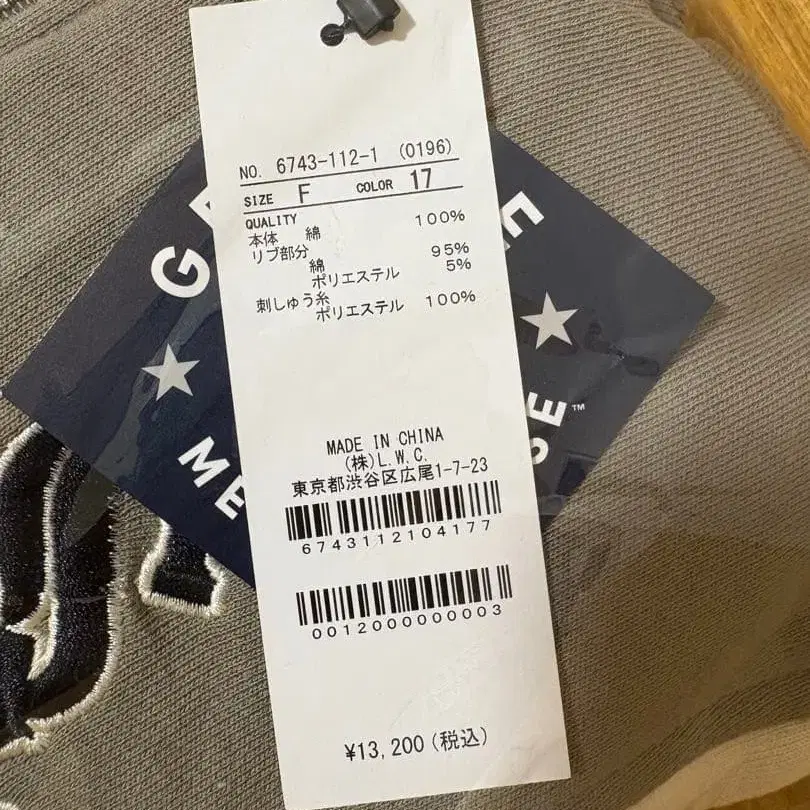 NO. 6743-112-1 (0196)
SIZE F COLOR 17
QUALITY
本体 綿 100%
リブ部分
綿 95%
ポリエステル 5%
刺しゅう糸
ポリエステル 100%
MADE IN CHINA
(株)L.W.C.
東京都渋谷区広尾1-7-23
6743112104177
0012000000003
¥13,200(税込)
G
ME
SE™